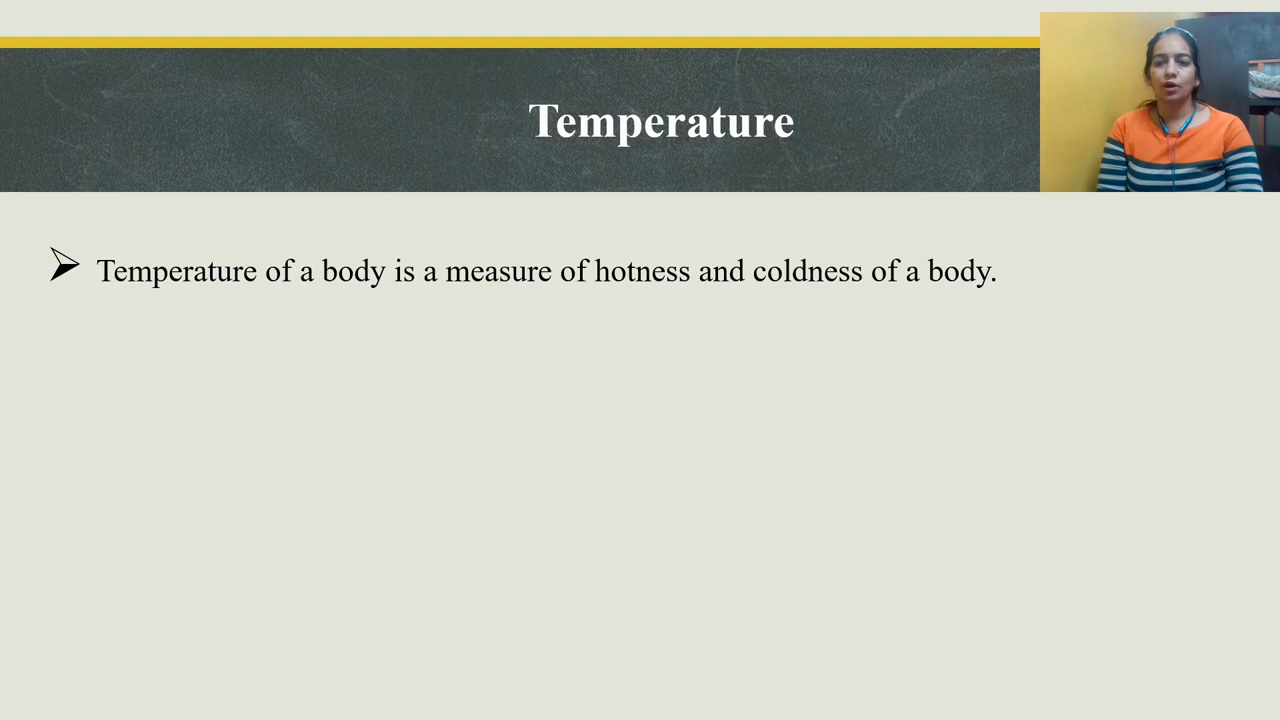 Temperature
Temperature of a body is a measure of hotness and coldness of a body.